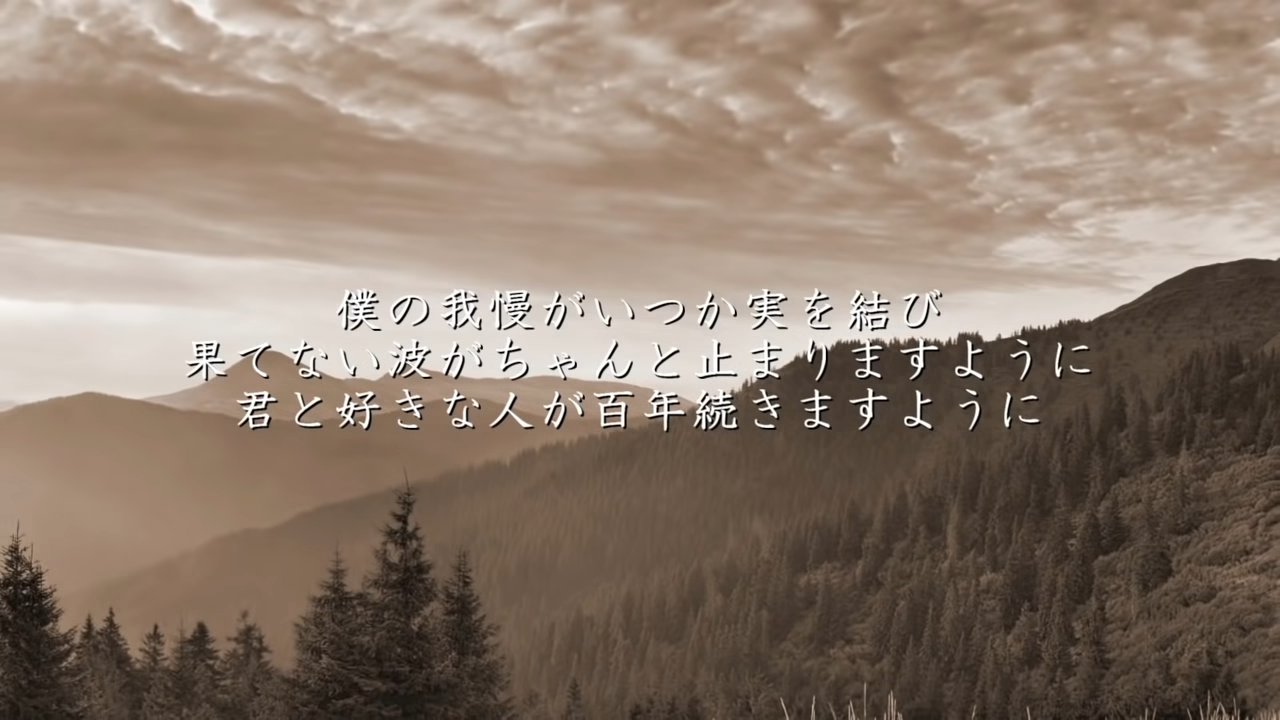 僕の我慢がいつか実を結び
果てない波がちゃんと止まりますように
君と好きな人が百年続きますように